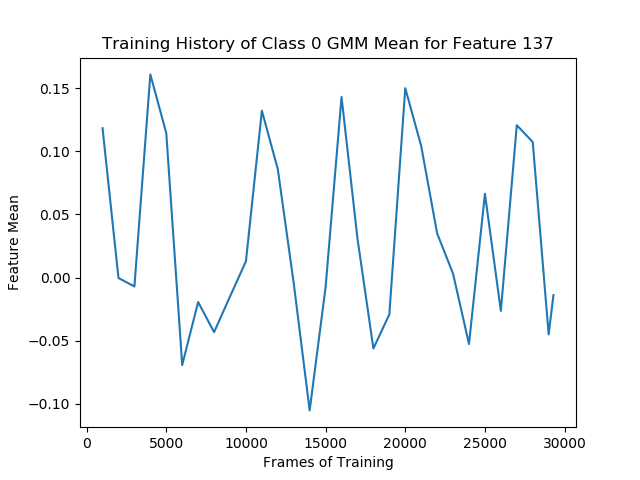 Training History of Class 0 GMM Mean for Feature 137
0.15
0.10
0.05
0.00
−0.05
−0.10
Feature Mean
0 5000 10000 15000 20000 25000 30000
Frames of Training